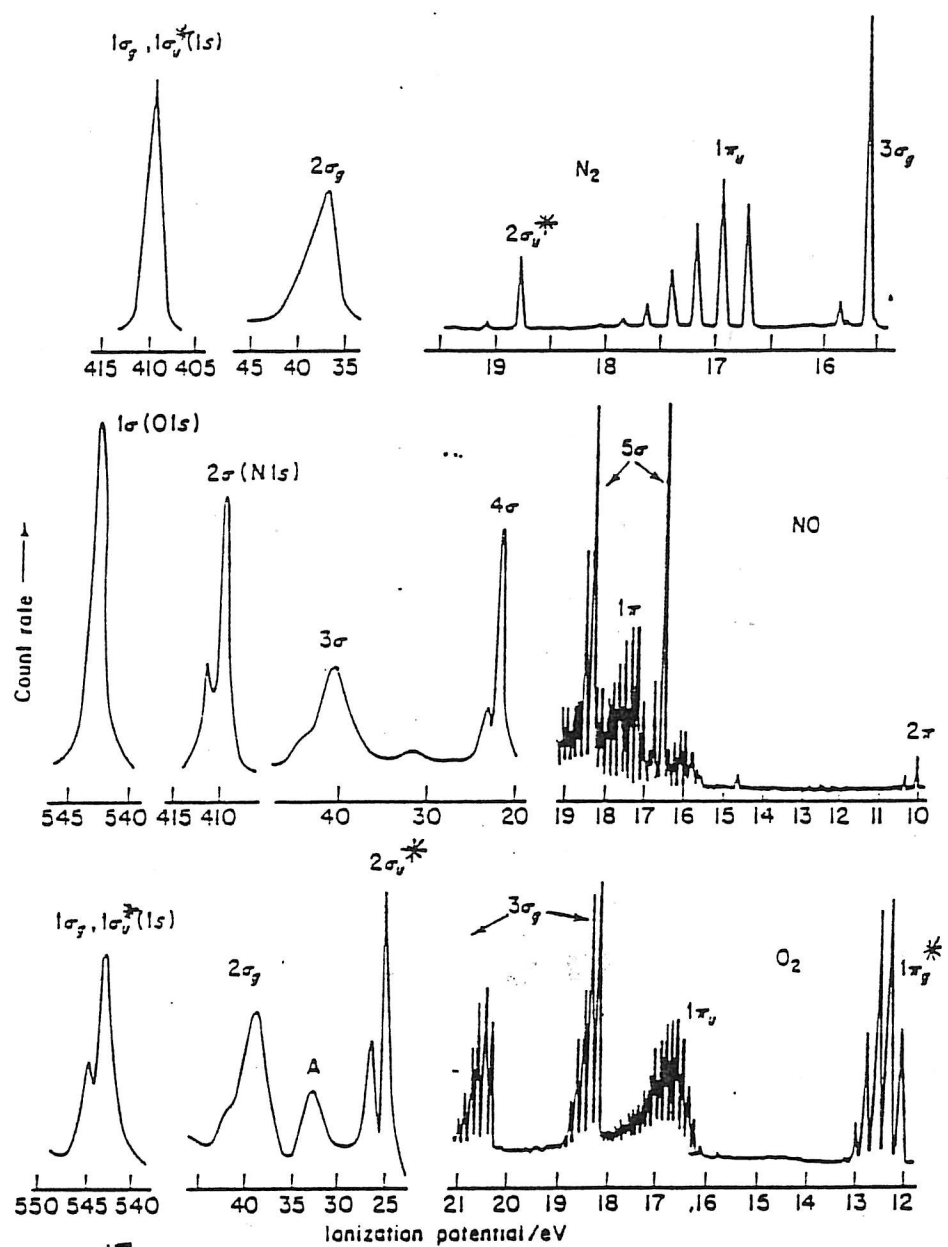 1σg , 1σu*(1s)
2σg
2σu*
N2
1πu
3σg
415 410 405
45 40 35
19 18 17 16
1σ(O1s)
2σ(N1s)
3σ
4σ
5σ
1π
NO
2π
Count rate →
545 540
415 410
40 30 20
19 18 17 16 15 14 13 12 11 10
1σg, 1σu*(1s)
2σg
A
2σu*
3σg
1πu
O2
1πg*
550 545 540
40 35 30 25
21 20 19 18 17 16 15 14 13 12
Ionization potential/eV